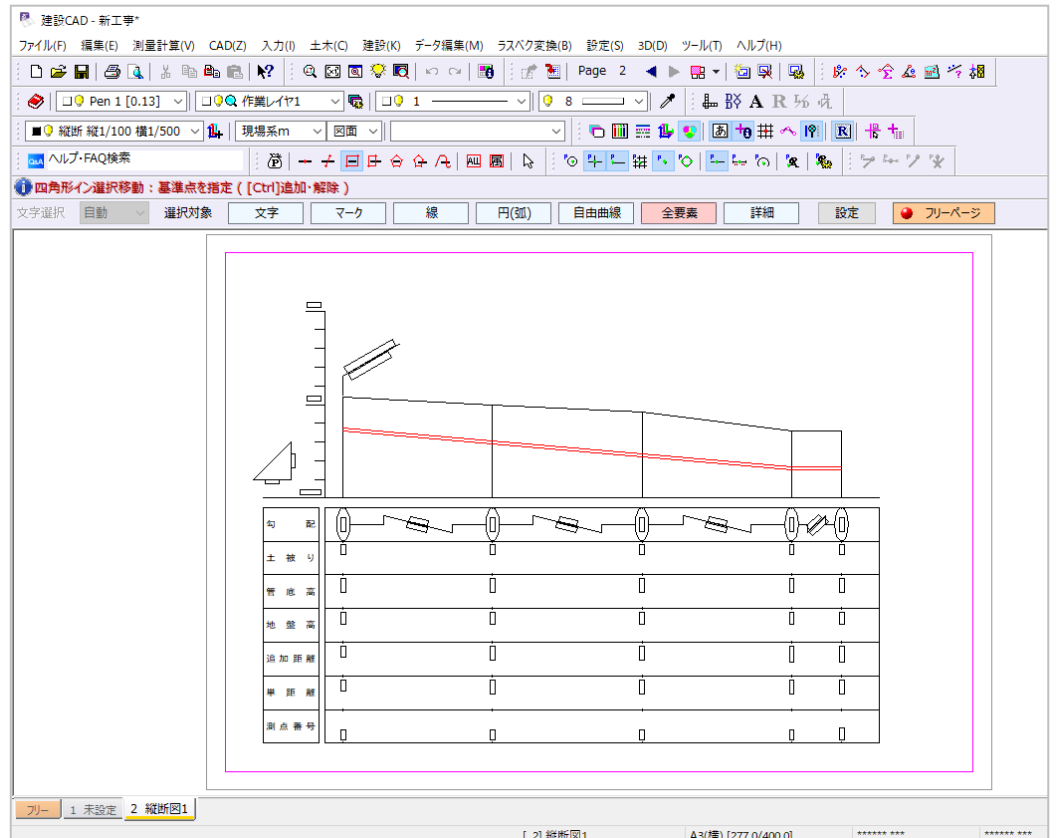 建設CAD - 新工事*
ファイル(F) 編集(E) 測量計算(V) CAD(Z) 入力(I) 土木(C) 建設(K) データ編集(M) ラスベク変換(B) 設定(S) 3D(D) ツール(T) ヘルプ(H)
Page 2
Pen 1 [0.13] 作業レイヤ1 1 8
縦断 縦1/100 横1/500 現場系m 図面
ヘルプ・FAQ検索
四角形イン選択移動：基準点を指定 ( [Ctrl]追加・解除 )
文字選択 自動 選択対象 文字 マーク 線 円(弧) 自由曲線 全要素 詳細 設定 フリーページ
勾配
土被り
管底高
地盤高
追加距離
単距離
測点番号
フリー 1 未設定 2 縦断図1
[ 2] 縦断図1 A3(横) [277.0/400.0] ****** *** ****** ***